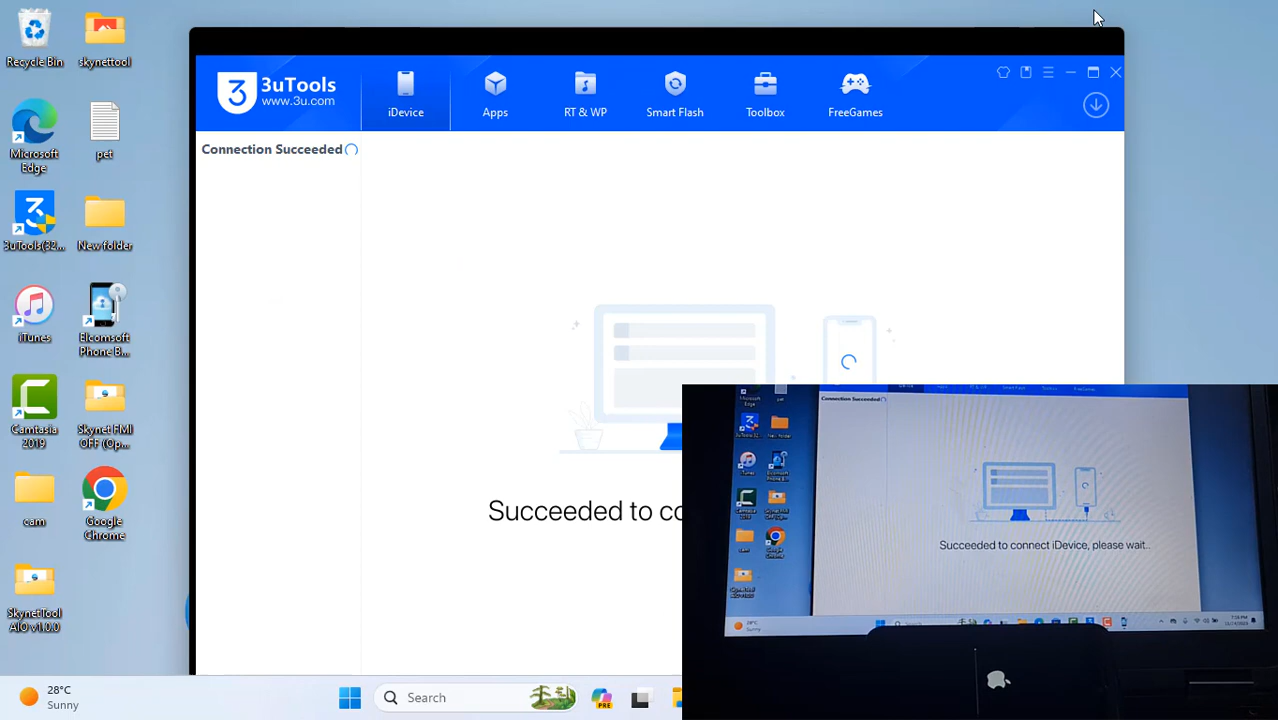 Recycle Bin
skynettool
Microsoft
Edge
pet
3uTools(32...
New folder
iTunes
Elcomsoft
Phone B...
Camtasia
2019
Skynet FMI
OFF (Op...
cam
Google
Chrome
SkynetTool
AIO v1.0.0
3uTools
www.3u.com
iDevice
Apps
RT & WP
Smart Flash
Toolbox
FreeGames
Connection Succeeded
Succeeded to co
Connection Succeeded
Succeeded to connect iDevice, please wait..
28°C
Sunny
Search
PRE